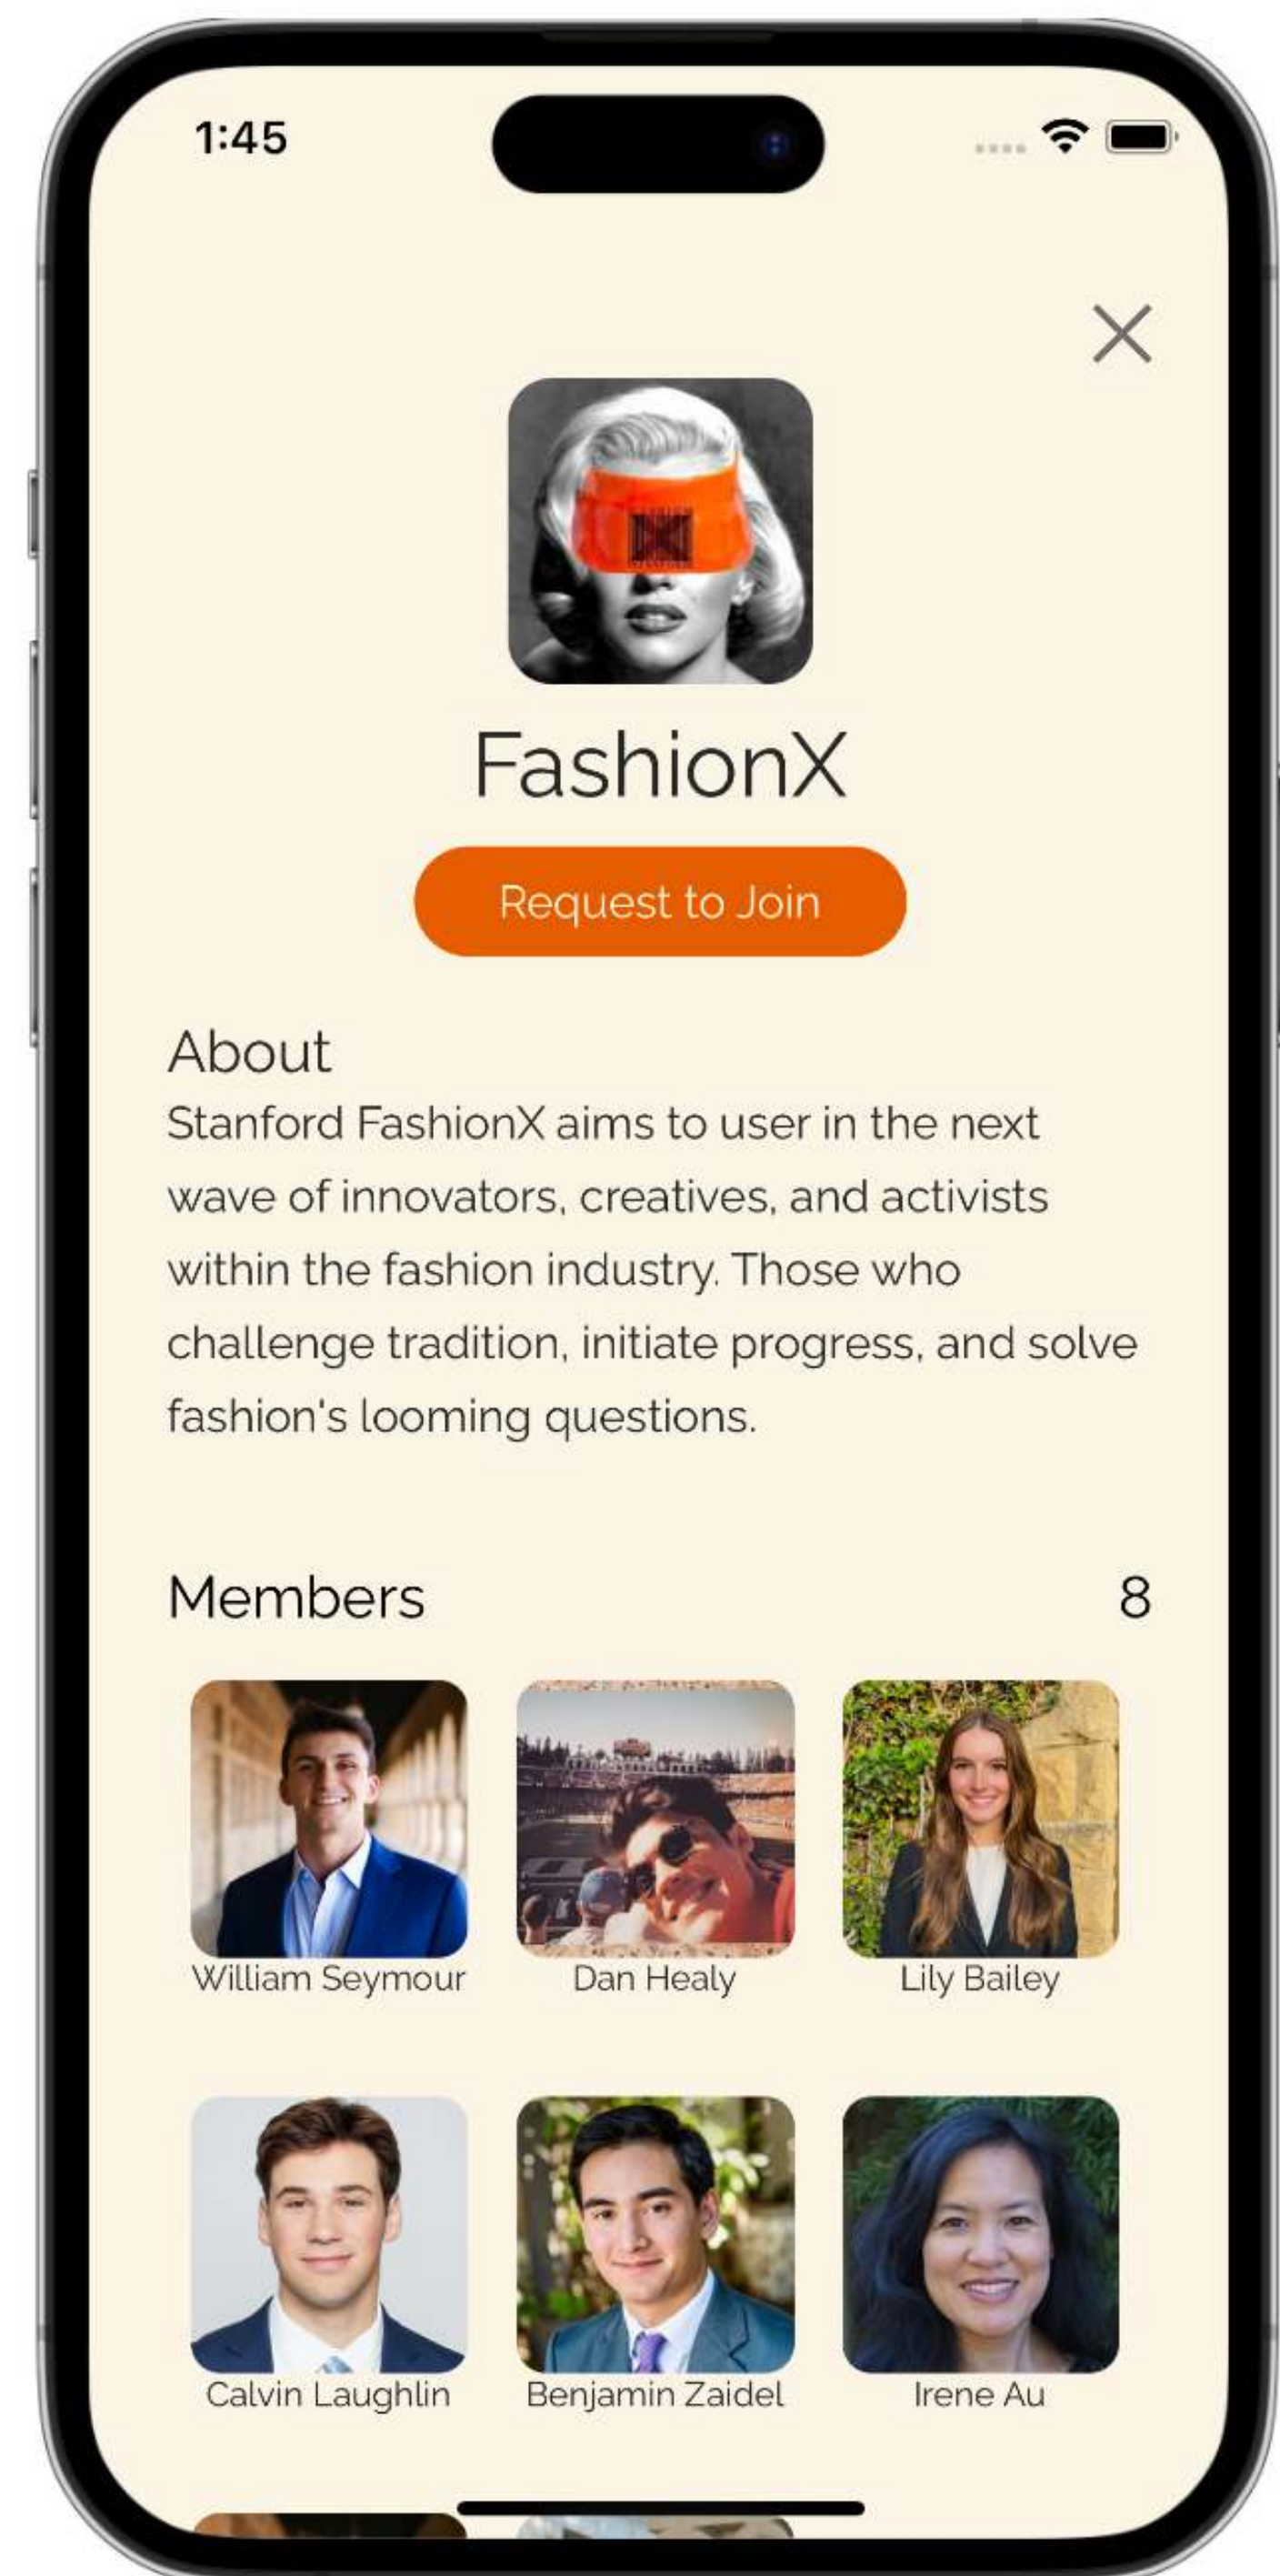 1:45
FashionX
Request to Join
About
Stanford FashionX aims to user in the next
wave of innovators, creatives, and activists
within the fashion industry. Those who
challenge tradition, initiate progress, and solve
fashion's looming questions.
Members 8
William Seymour Dan Healy Lily Bailey
Calvin Laughlin Benjamin Zaidel Irene Au